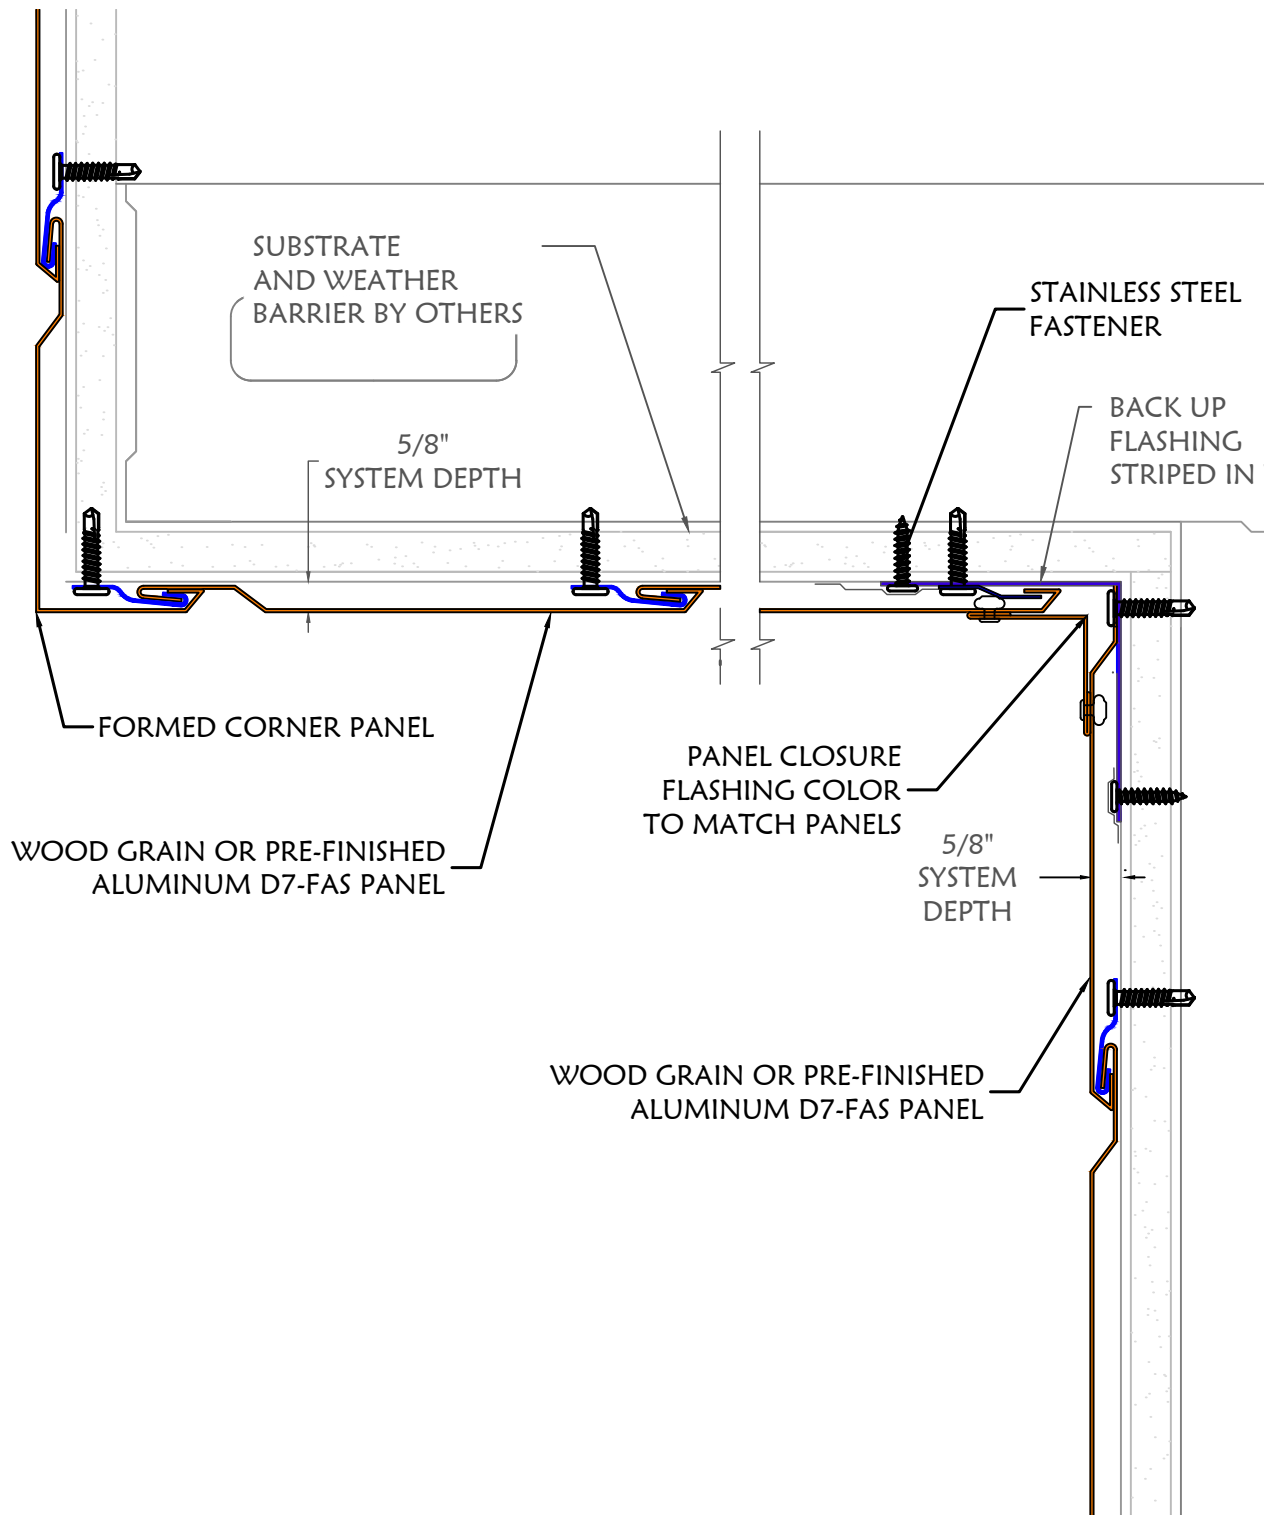 SUBSTRATE
AND WEATHER
BARRIER BY OTHERS
STAINLESS STEEL
FASTENER
BACK UP
FLASHING
STRIPED IN
5/8"
SYSTEM DEPTH
FORMED CORNER PANEL
PANEL CLOSURE
FLASHING COLOR
TO MATCH PANELS
WOOD GRAIN OR PRE-FINISHED
ALUMINUM D7-FAS PANEL
5/8"
SYSTEM
DEPTH
WOOD GRAIN OR PRE-FINISHED
ALUMINUM D7-FAS PANEL